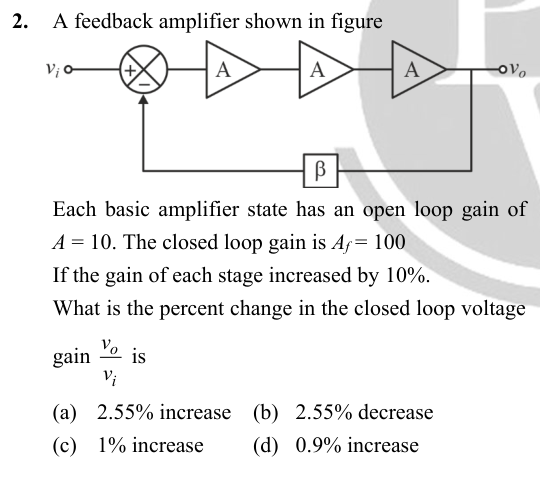 2. A feedback amplifier shown in figure
vi + − A A A vo
β
Each basic amplifier state has an open loop gain of
A = 10. The closed loop gain is Af = 100
If the gain of each stage increased by 10%.
What is the percent change in the closed loop voltage
gain vo/vi is
(a) 2.55% increase (b) 2.55% decrease
(c) 1% increase (d) 0.9% increase